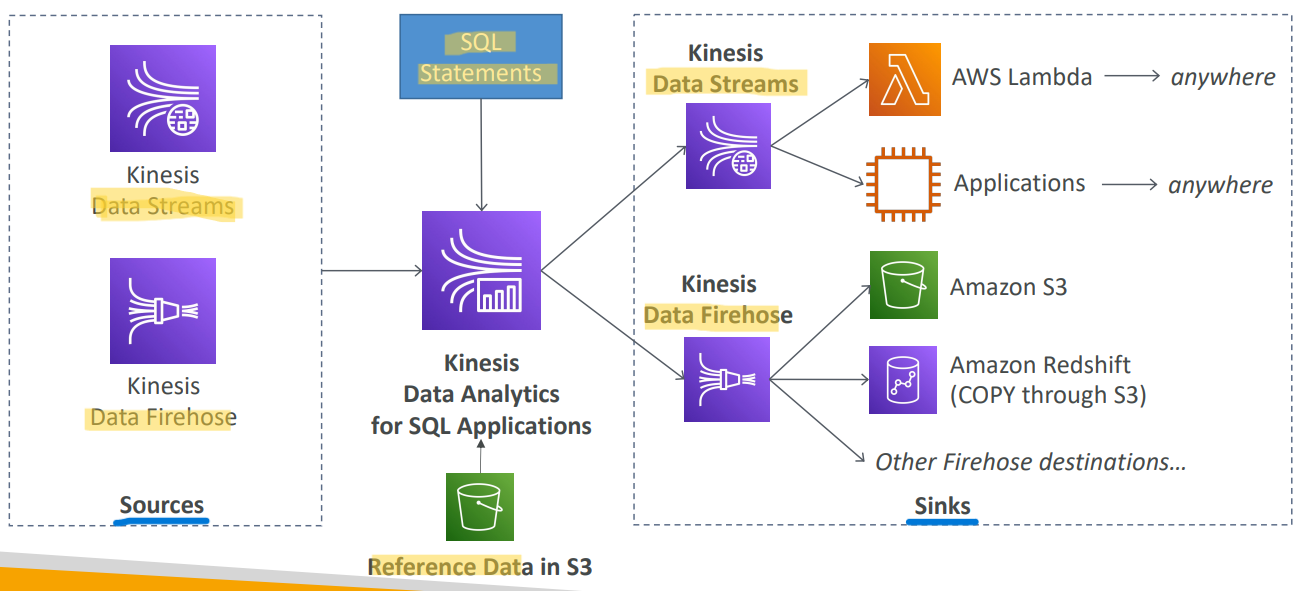 Kinesis
Data Streams
Kinesis
Data Firehose
Sources
SQL
Statements
Kinesis
Data Analytics
for SQL Applications
Reference Data in S3
Kinesis
Data Streams
AWS Lambda
anywhere
Applications
anywhere
Kinesis
Data Firehose
Amazon S3
Amazon Redshift
(COPY through S3)
Other Firehose destinations...
Sinks